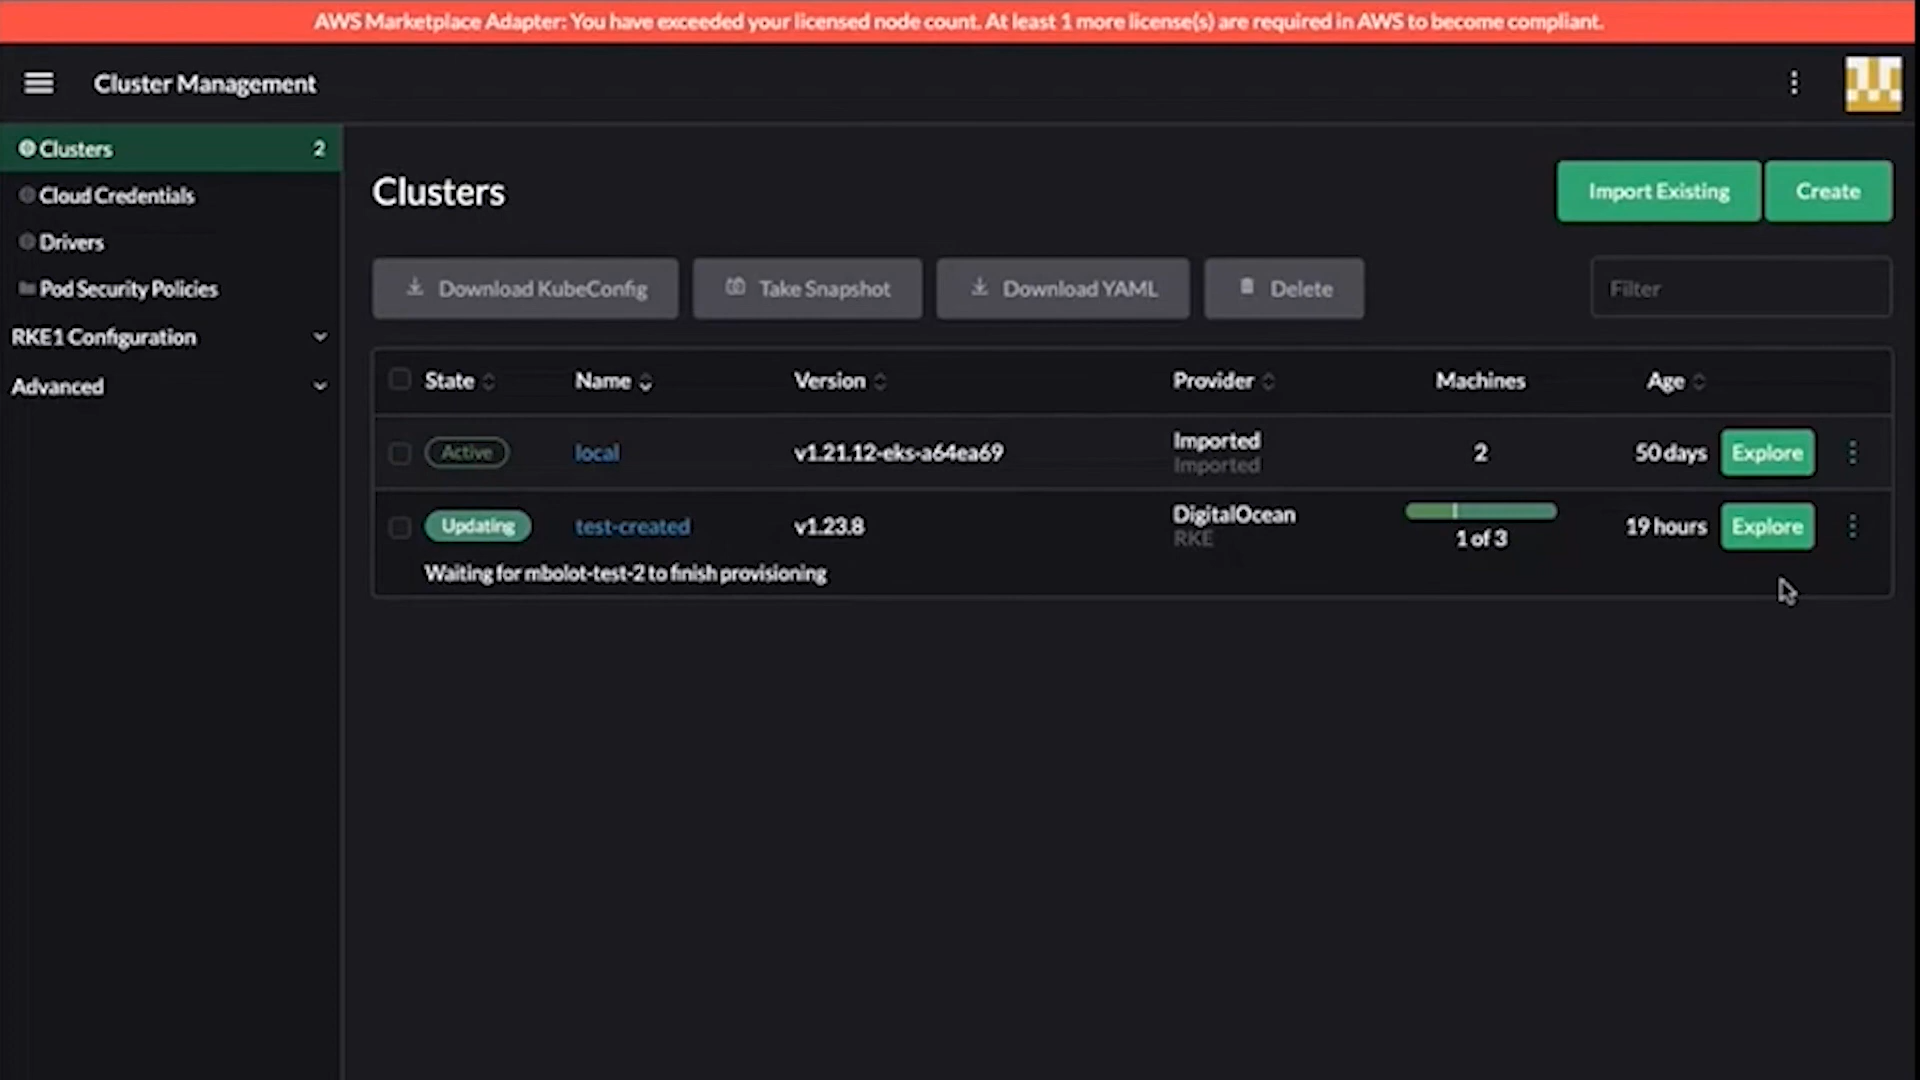 AWS Marketplace Adapter: You have exceeded your licensed node count. At least 1 more license(s) are required in AWS to become compliant.
Cluster Management
Clusters 2
Cloud Credentials
Drivers
Pod Security Policies
RKE1 Configuration
Advanced
Clusters
Import Existing
Create
Download KubeConfig
Take Snapshot
Download YAML
Delete
Filter
State Name Version Provider Machines Age
Active local v1.21.12-eks-a64ea69 Imported 2 50 days Explore
Imported
Updating test-created v1.23.8 DigitalOcean 1 of 3 19 hours Explore
RKE
Waiting for mbolot-test-2 to finish provisioning